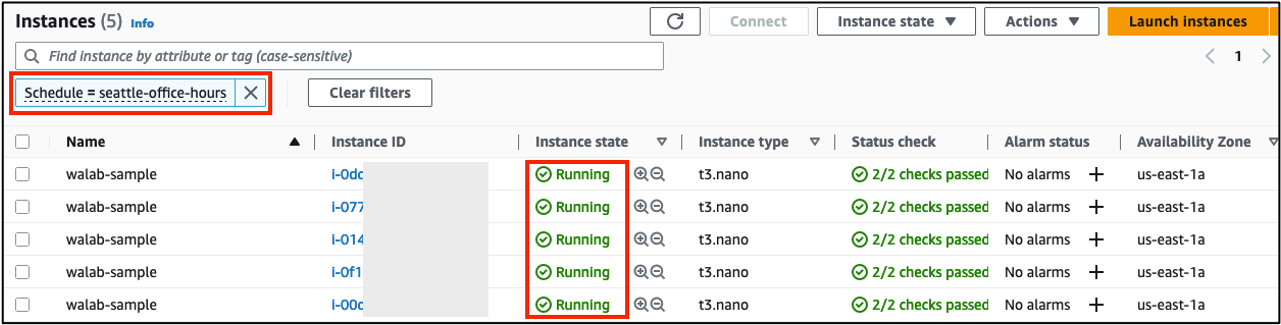 Instances (5) Info Connect Instance state Actions Launch instances
Find instance by attribute or tag (case-sensitive) 1
Schedule = seattle-office-hours Clear filters
Name Instance ID Instance state Instance type Status check Alarm status Availability Zone
walab-sample i-0dc Running t3.nano 2/2 checks passed No alarms us-east-1a
walab-sample i-077 Running t3.nano 2/2 checks passed No alarms us-east-1a
walab-sample i-014 Running t3.nano 2/2 checks passed No alarms us-east-1a
walab-sample i-0f1 Running t3.nano 2/2 checks passed No alarms us-east-1a
walab-sample i-00c Running t3.nano 2/2 checks passed No alarms us-east-1a